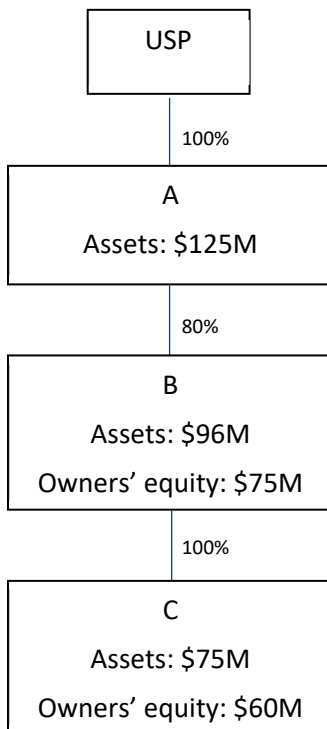 USP
100%
A
Assets: $125M
80%
B
Assets: $96M
Owners’ equity: $75M
100%
C
Assets: $75M
Owners’ equity: $60M